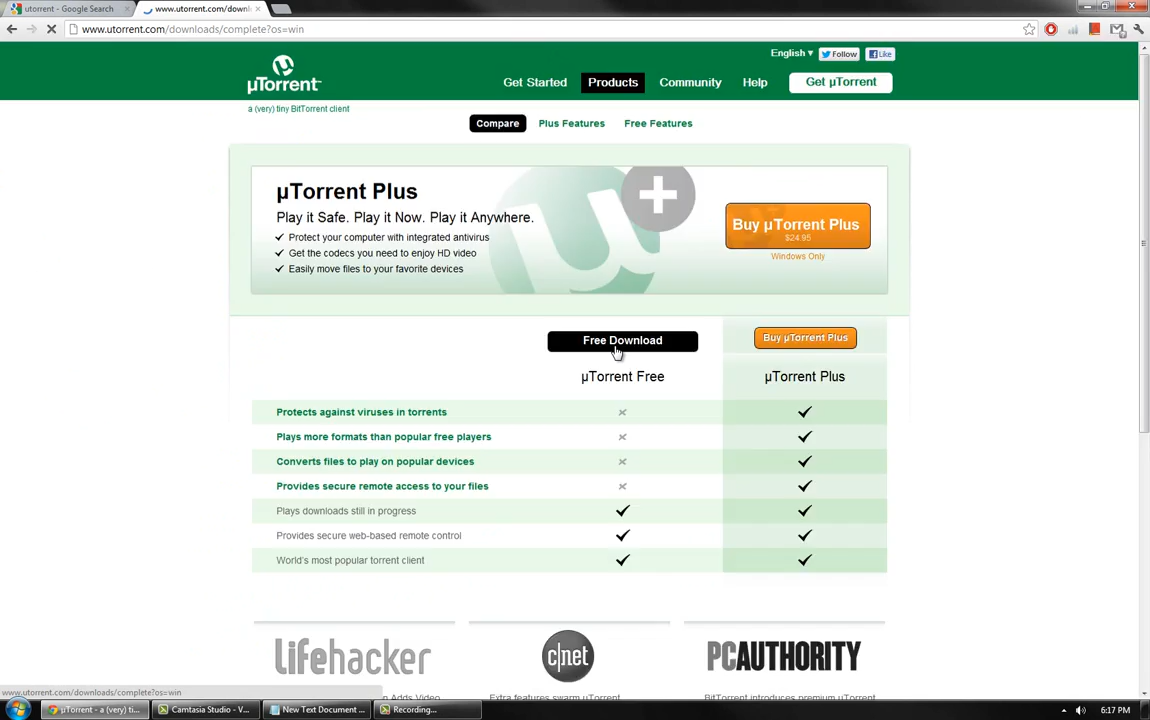 utorrent - Google Search
www.utorrent.com/downl
www.utorrent.com/downloads/complete?os=win
English ▾ Follow Like
µTorrent
a (very) tiny BitTorrent client
Get Started Products Community Help Get µTorrent
Compare Plus Features Free Features
µTorrent Plus
Play it Safe. Play it Now. Play it Anywhere.
✓ Protect your computer with integrated antivirus
✓ Get the codecs you need to enjoy HD video
✓ Easily move files to your favorite devices
Buy µTorrent Plus
$24.95
Windows Only
Free Download Buy µTorrent Plus
µTorrent Free µTorrent Plus
Protects against viruses in torrents
Plays more formats than popular free players
Converts files to play on popular devices
Provides secure remote access to your files
Plays downloads still in progress
Provides secure web-based remote control
World's most popular torrent client
lifehacker c|net PCAUTHORITY
n Adds Video Extra features swarm µTorrent BitTorrent introduces premium µTorrent
www.utorrent.com/downloads/complete?os=win
µTorrent - a (very) ti... Camtasia Studio - V... New Text Document ... Recording... 6:17 PM